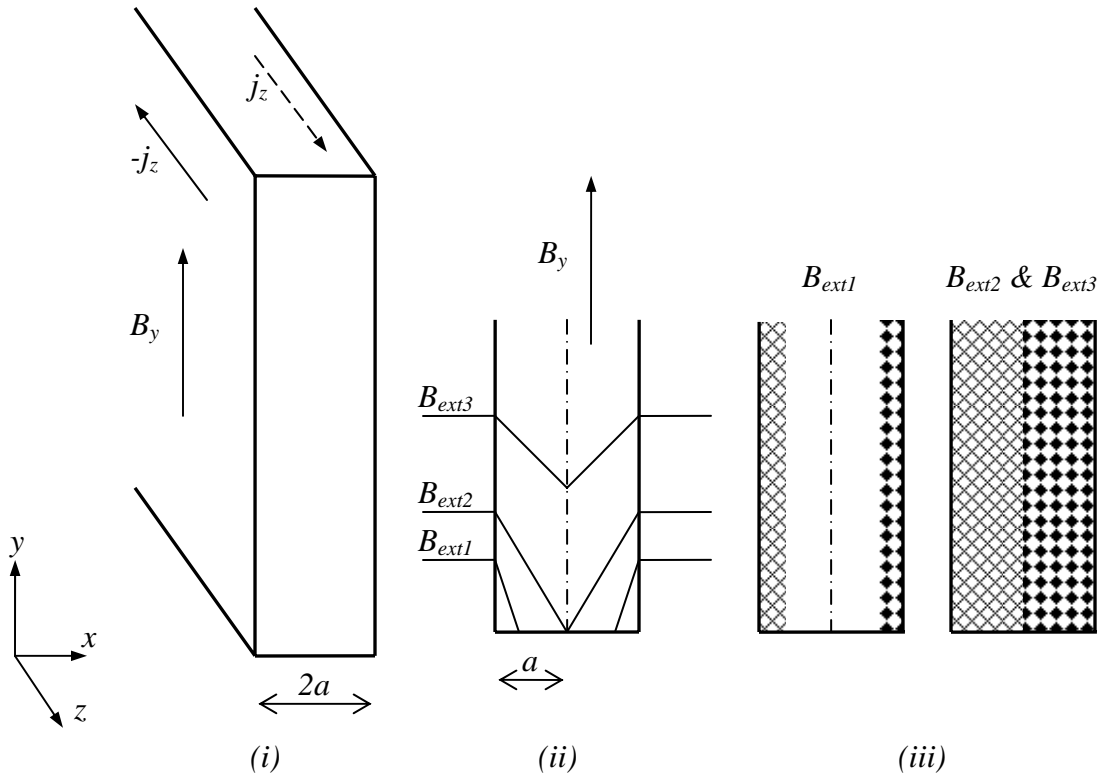 j_z
-j_z
B_y
B_y
B_ext1
B_ext2 & B_ext3
B_ext3
B_ext2
B_ext1
y
x
z
2a
a
(i)
(ii)
(iii)